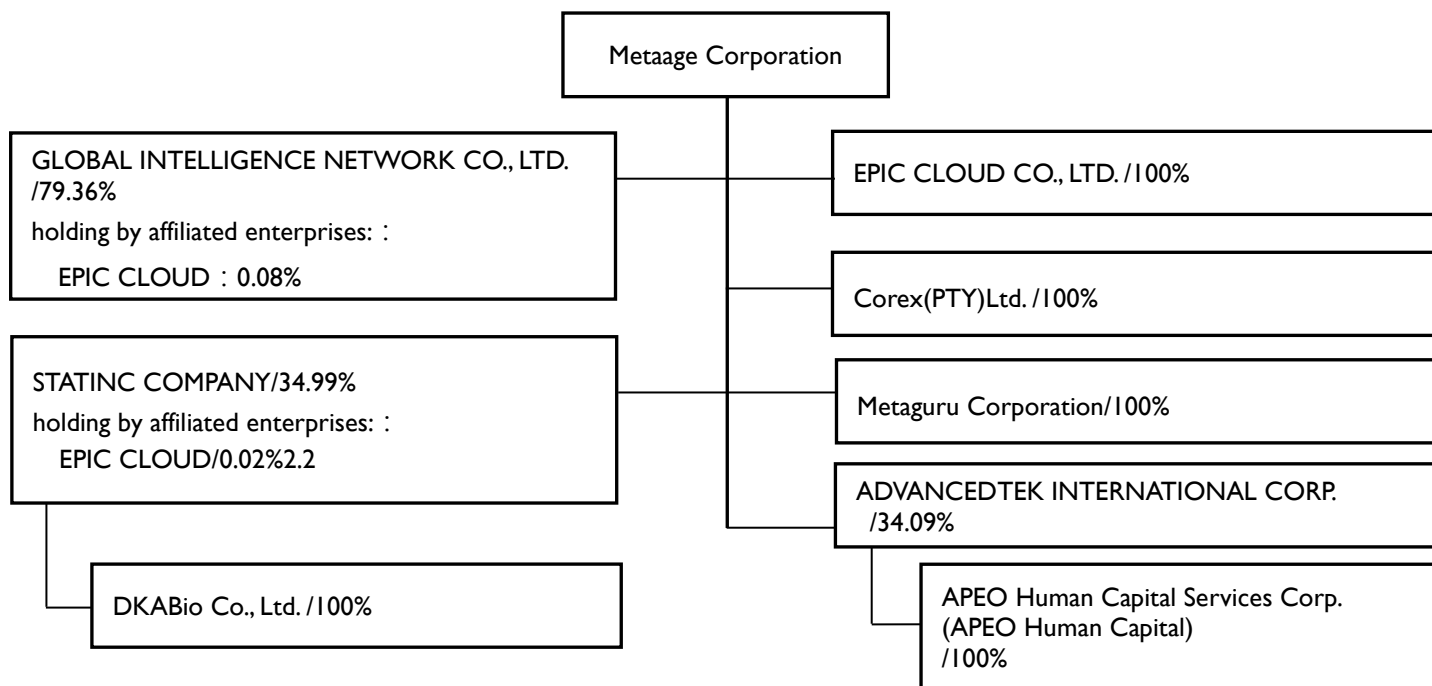 Metaage Corporation
GLOBAL INTELLIGENCE NETWORK CO., LTD.
/79.36%
holding by affiliated enterprises: :
EPIC CLOUD : 0.08%
EPIC CLOUD CO., LTD. /100%
Corex(PTY)Ltd. /100%
STATINC COMPANY/34.99%
holding by affiliated enterprises: :
EPIC CLOUD/0.02%2.2
Metaguru Corporation/100%
ADVANCEDTEK INTERNATIONAL CORP.
/34.09%
DKABio Co., Ltd. /100%
APEO Human Capital Services Corp.
(APEO Human Capital)
/100%